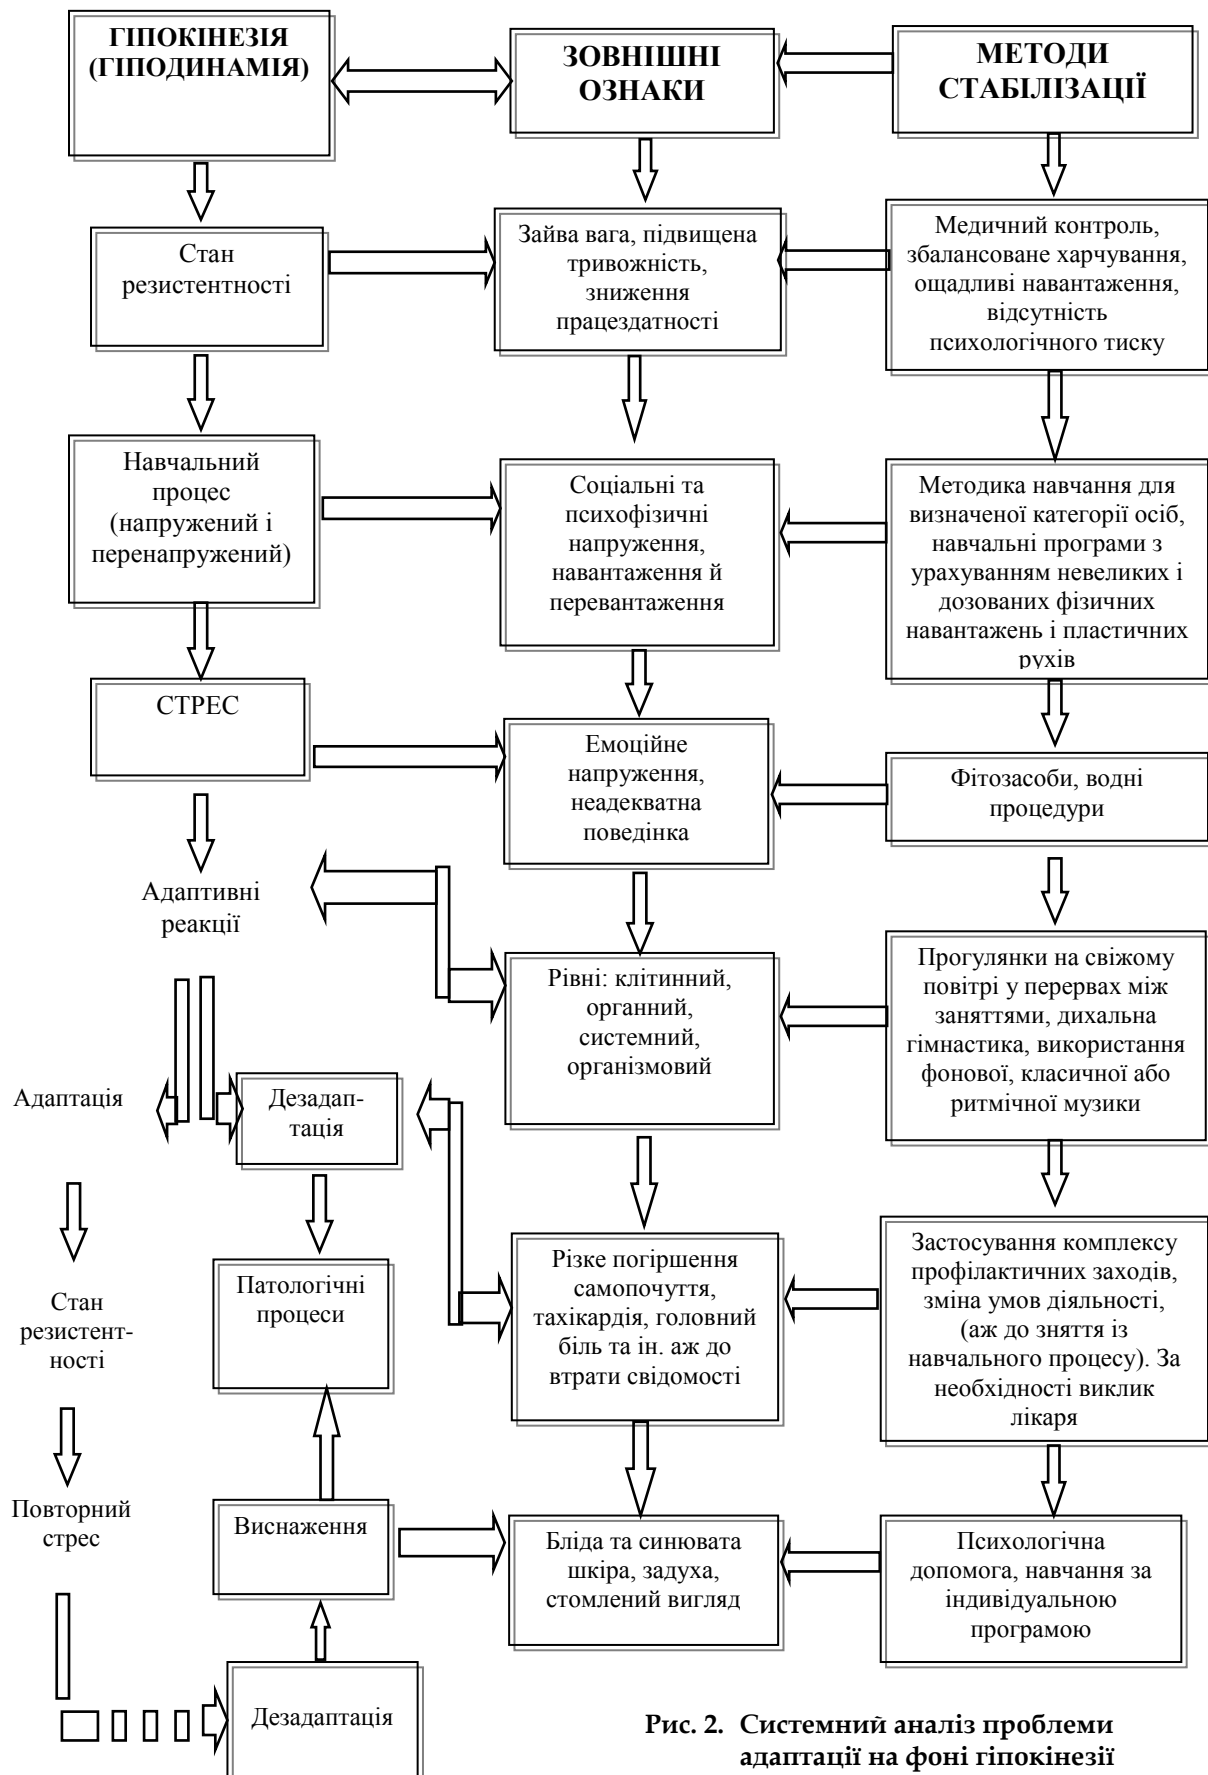 ГІПОКІНЕЗІЯ
(ГІПОДИНАМІЯ)
ЗОВНІШНІ
ОЗНАКИ
МЕТОДИ
СТАБІЛІЗАЦІЇ
Стан
резистентності
Зайва вага, підвищена
тривожність,
зниження
працездатності
Медичний контроль,
збалансоване харчування,
ощадливі навантаження,
відсутність
психологічного тиску
Навчальний
процес
(напружений і
перенапружений)
Соціальні та
психофізичні
напруження,
навантаження й
перевантаження
Методика навчання для
визначеної категорії осіб,
навчальні програми з
урахуванням невеликих і
дозованих фізичних
навантажень і пластичних
рухів
СТРЕС
Емоційне
напруження,
неадекватна
поведінка
Фітозасоби, водні
процедури
Адаптивні
реакції
Рівні: клітинний,
органний,
системний,
організмовий
Прогулянки на свіжому
повітрі у перервах між
заняттями, дихальна
гімнастика, використання
фонової, класичної або
ритмічної музики
Адаптація
Дезадап-
тація
Патологічні
процеси
Різке погіршення
самопочуття,
тахікардія, головний
біль та ін. аж до
втрати свідомості
Застосування комплексу
профілактичних заходів,
зміна умов діяльності,
(аж до зняття із
навчального процесу). За
необхідності виклик
лікаря
Стан
резистент-
ності
Повторний
стрес
Виснаження
Бліда та синювата
шкіра, задуха,
стомлений вигляд
Психологічна
допомога, навчання за
індивідуальною
програмою
Дезадаптація
Рис. 2. Системний аналіз проблеми
адаптації на фоні гіпокінезії